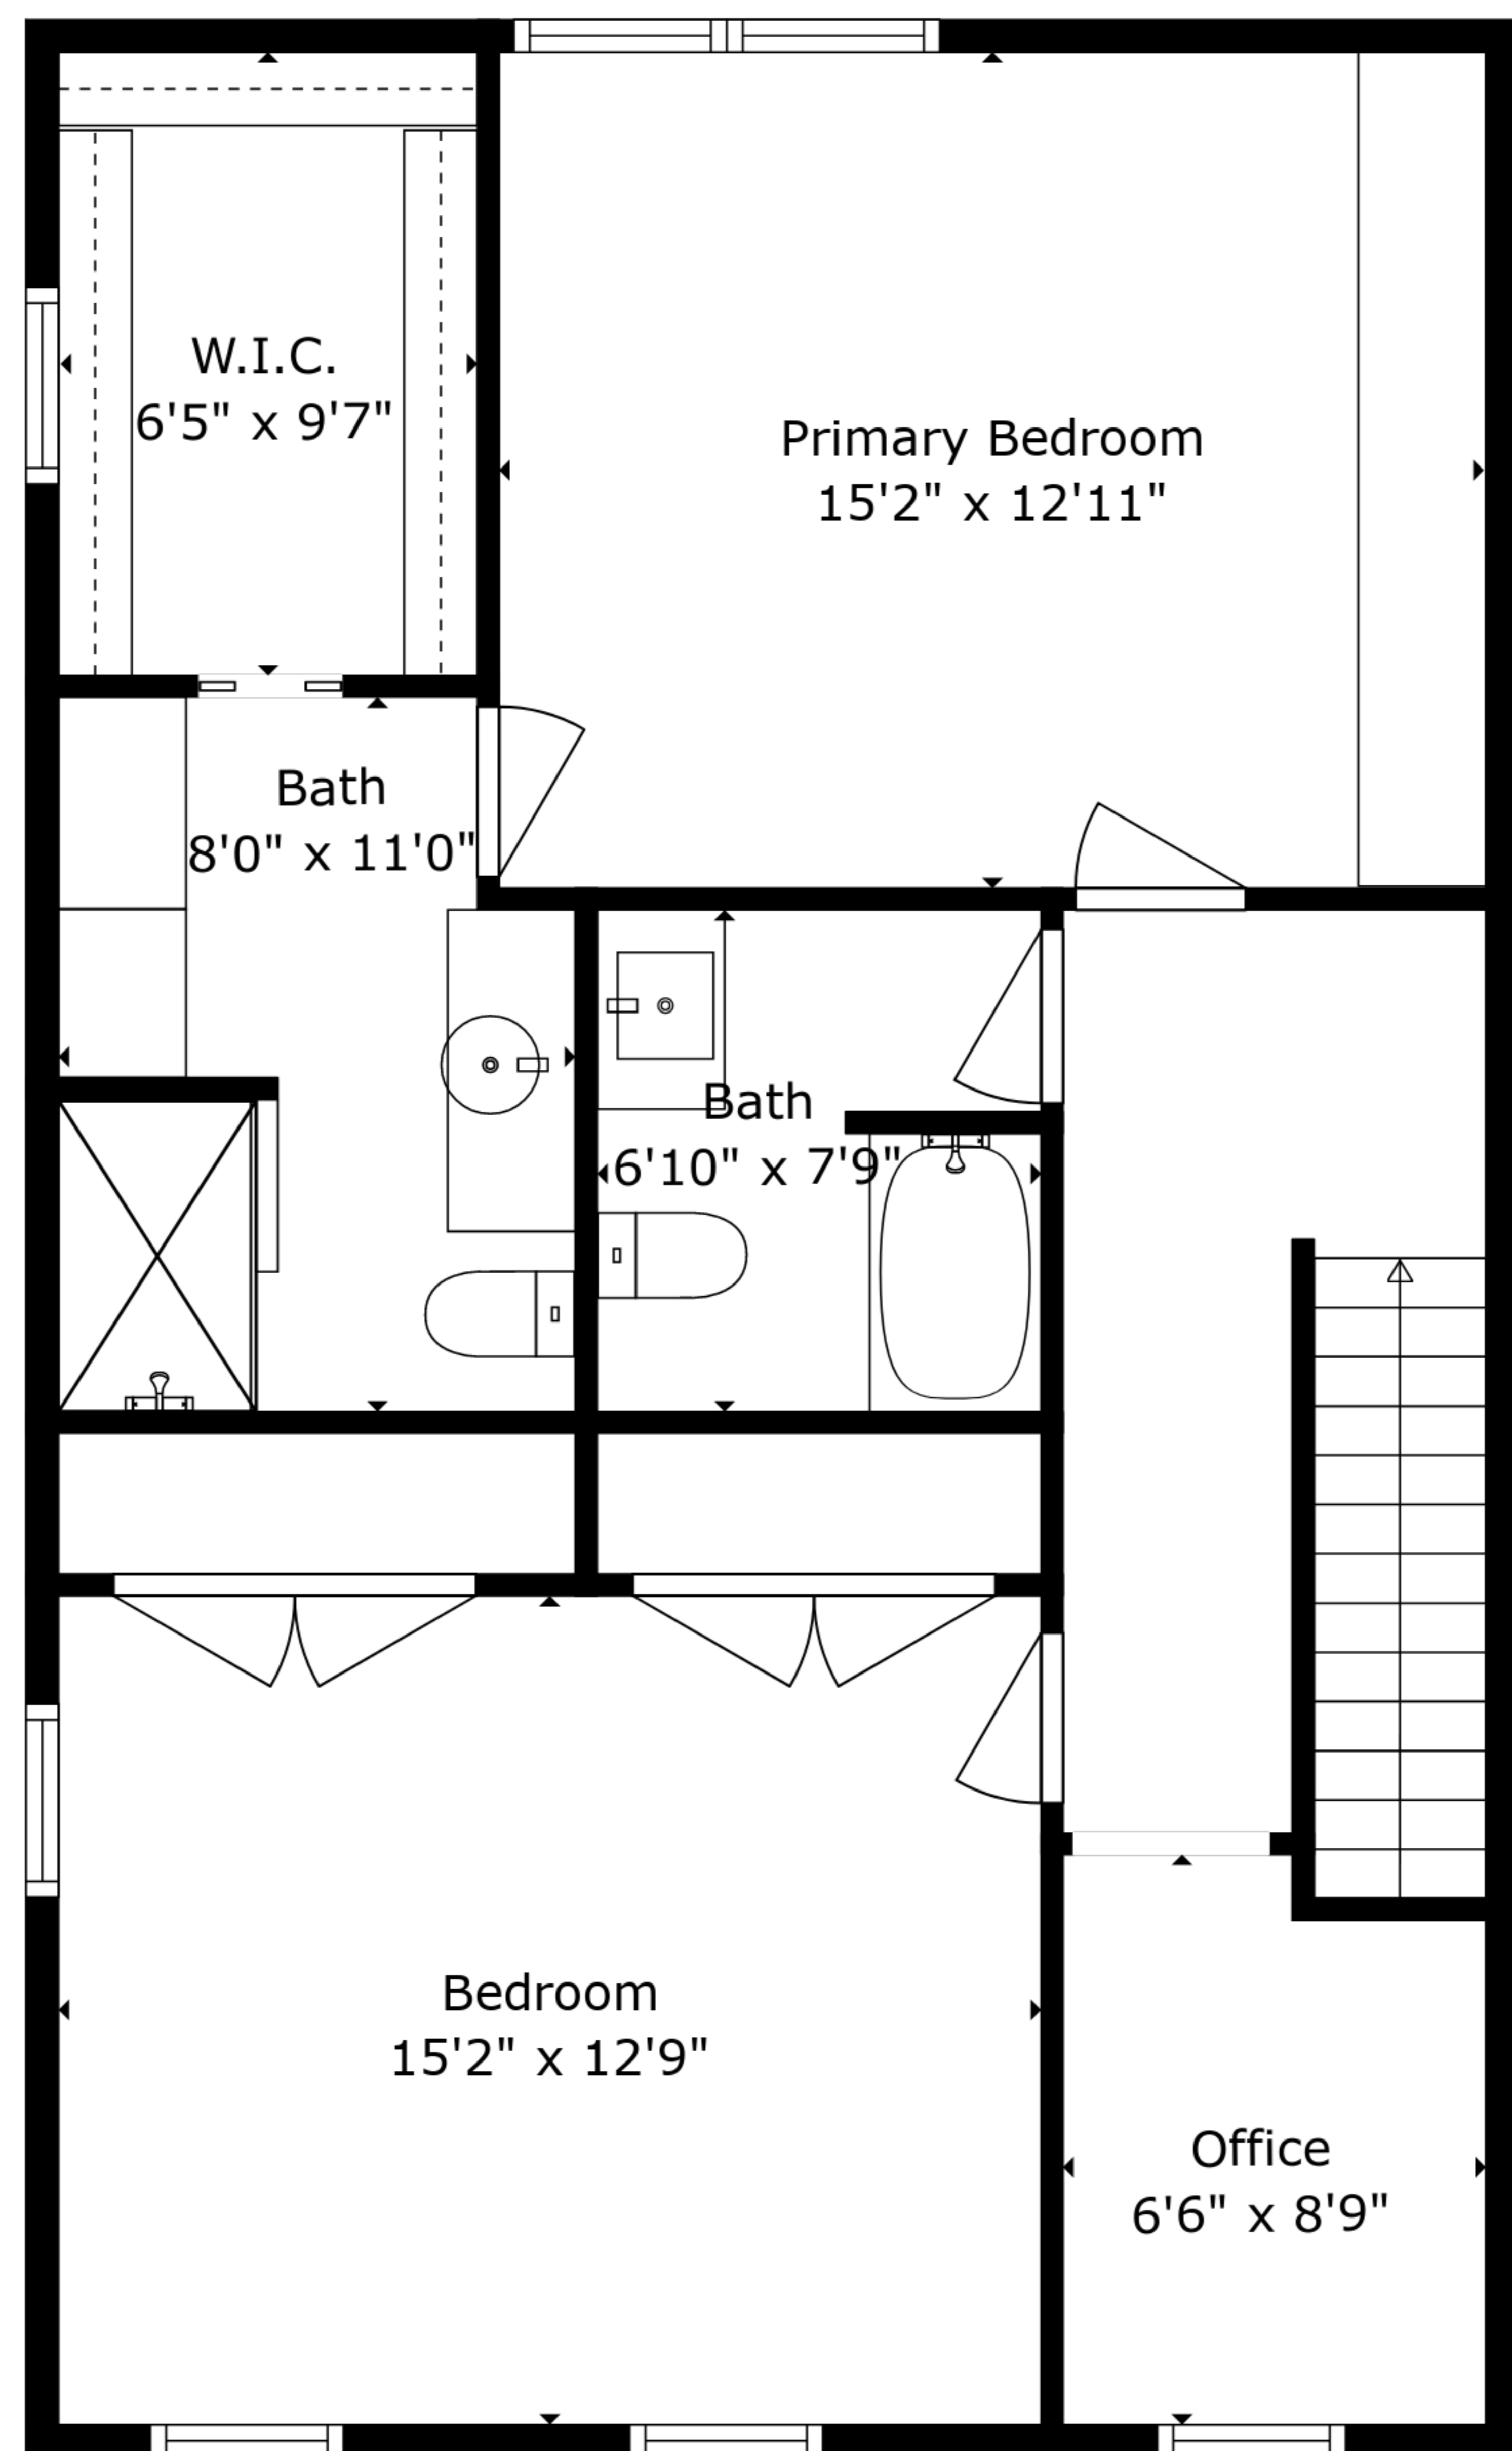 W.I.C.
6'5" x 9'7"
Primary Bedroom
15'2" x 12'11"
Bath
8'0" x 11'0"
Bath
6'10" x 7'9"
Bedroom
15'2" x 12'9"
Office
6'6" x 8'9"